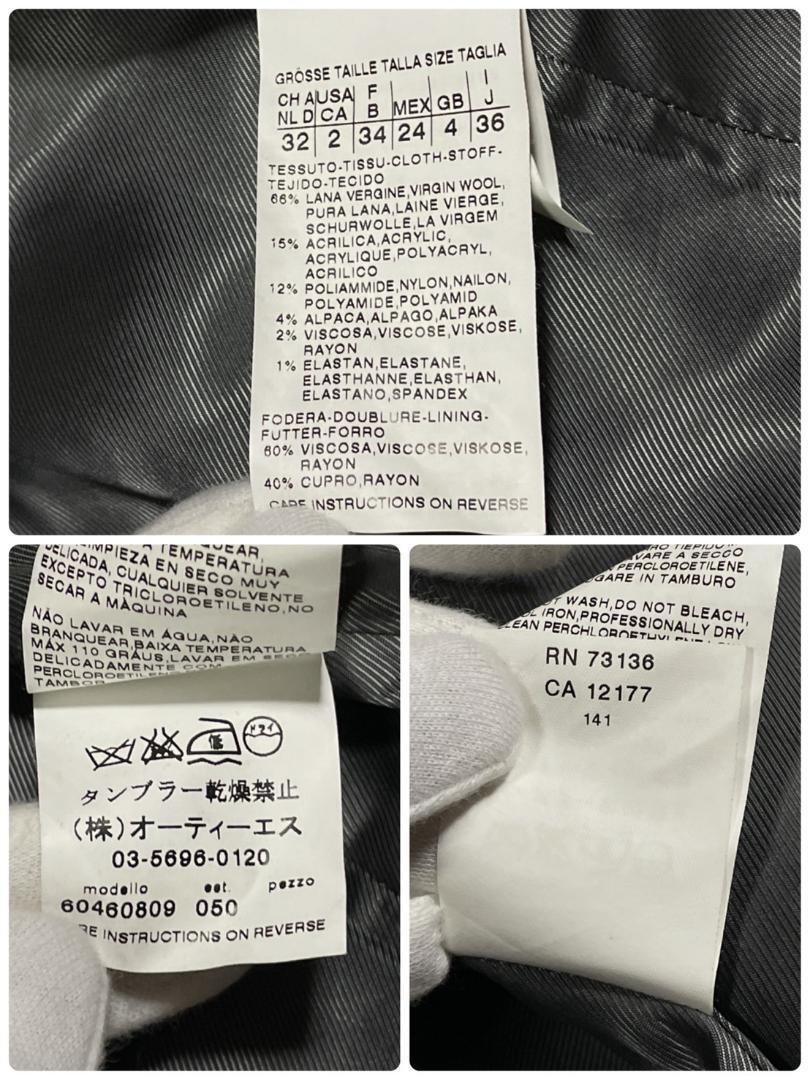 GRÖSSE TAILLE TALLA SIZE TAGLIA
CH A USA F I
NL D CA B MEX GB J
32 2 34 24 4 36
TESSUTO-TISSU-CLOTH-STOFF-
TEJIDO-TECIDO
66% LANA VERGINE,VIRGIN WOOL,
PURA LANA,LAINE VIERGE,
SCHURWOLLE,LA VIRGEM
15% ACRILICA,ACRYLIC,
ACRYLIQUE,POLYACRYL,
ACRILICO
12% POLIAMMIDE,NYLON,NAILON,
POLYAMIDE,POLYAMID
4% ALPACA,ALPAGO,ALPAKA
2% VISCOSA,VISCOSE,VISKOSE,
RAYON
1% ELASTAN,ELASTANE,
ELASTHANNE,ELASTHAN,
ELASTANO,SPANDEX
FODERA-DOUBLURE-LINING-
FUTTER-FORRO
60% VISCOSA,VISCOSE,VISKOSE,
RAYON
40% CUPRO,RAYON
CARE INSTRUCTIONS ON REVERSE
TEMPERATURA
LIMPIEZA EN SECO MUY
DELICADA, CUALQUIER SOLVENTE
EXCEPTO TRICLOROETILENO,NO
SECAR A MÀQUINA
NÃO LAVAR EM ÁGUA,NÃO
BRANQUEAR,BAIXA TEMPERATURA
MÁX 110 GRÁUS,LAVAR EM SECO
DELICADAMENTE COM
低 ドライ
タンブラー乾燥禁止
(株)オーティーエス
03-5696-0120
modello est. pezzo
60460809 050
RE INSTRUCTIONS ON REVERSE
VARE A SECCO
PERCLOROETILENE,
UGARE IN TAMBURO
WASH,DO NOT BLEACH,
IRON,PROFESSIONALLY DRY
RN 73136
CA 12177
141